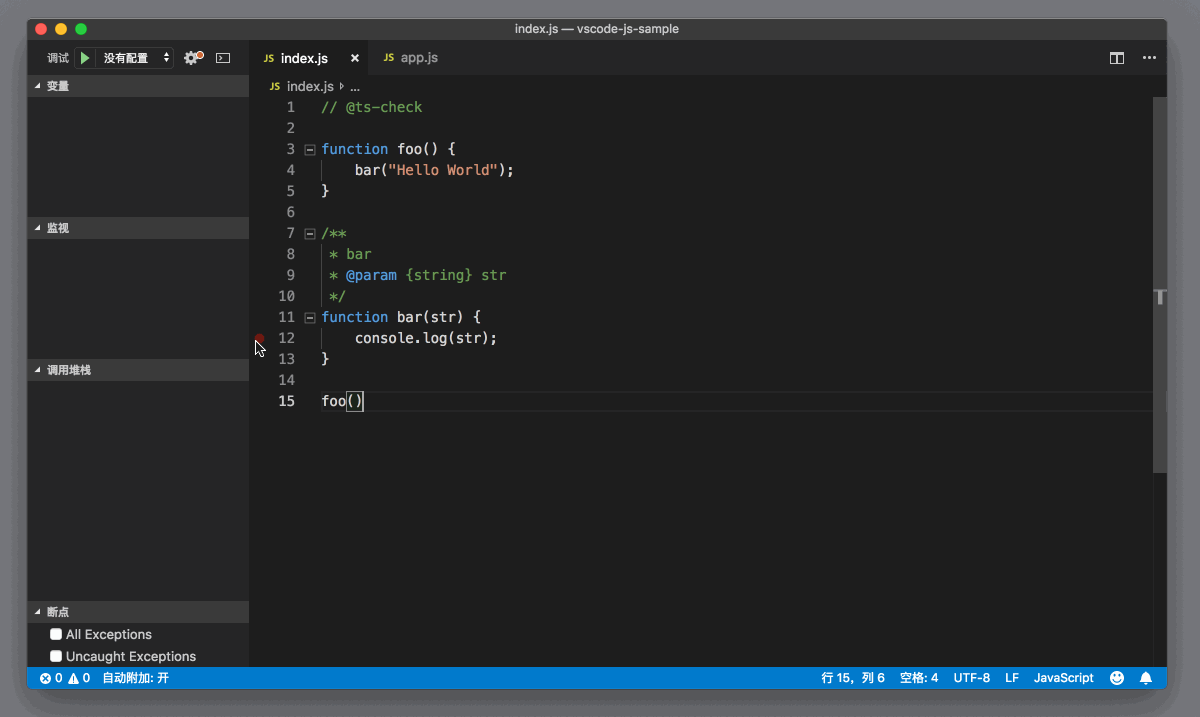 index.js — vscode-js-sample
调试 没有配置
JS index.js × JS app.js ...
变量
JS index.js ...
1 // @ts-check
2
3 function foo() {
4 bar("Hello World");
5 }
6
监视
7 /**
8 * bar
9 * @param {string} str
10 */
11 function bar(str) {
12 console.log(str);
13 }
调用堆栈
14
15 foo()
断点
All Exceptions
Uncaught Exceptions
0 0 自动附加: 开 行 15，列 6 空格: 4 UTF-8 LF JavaScript